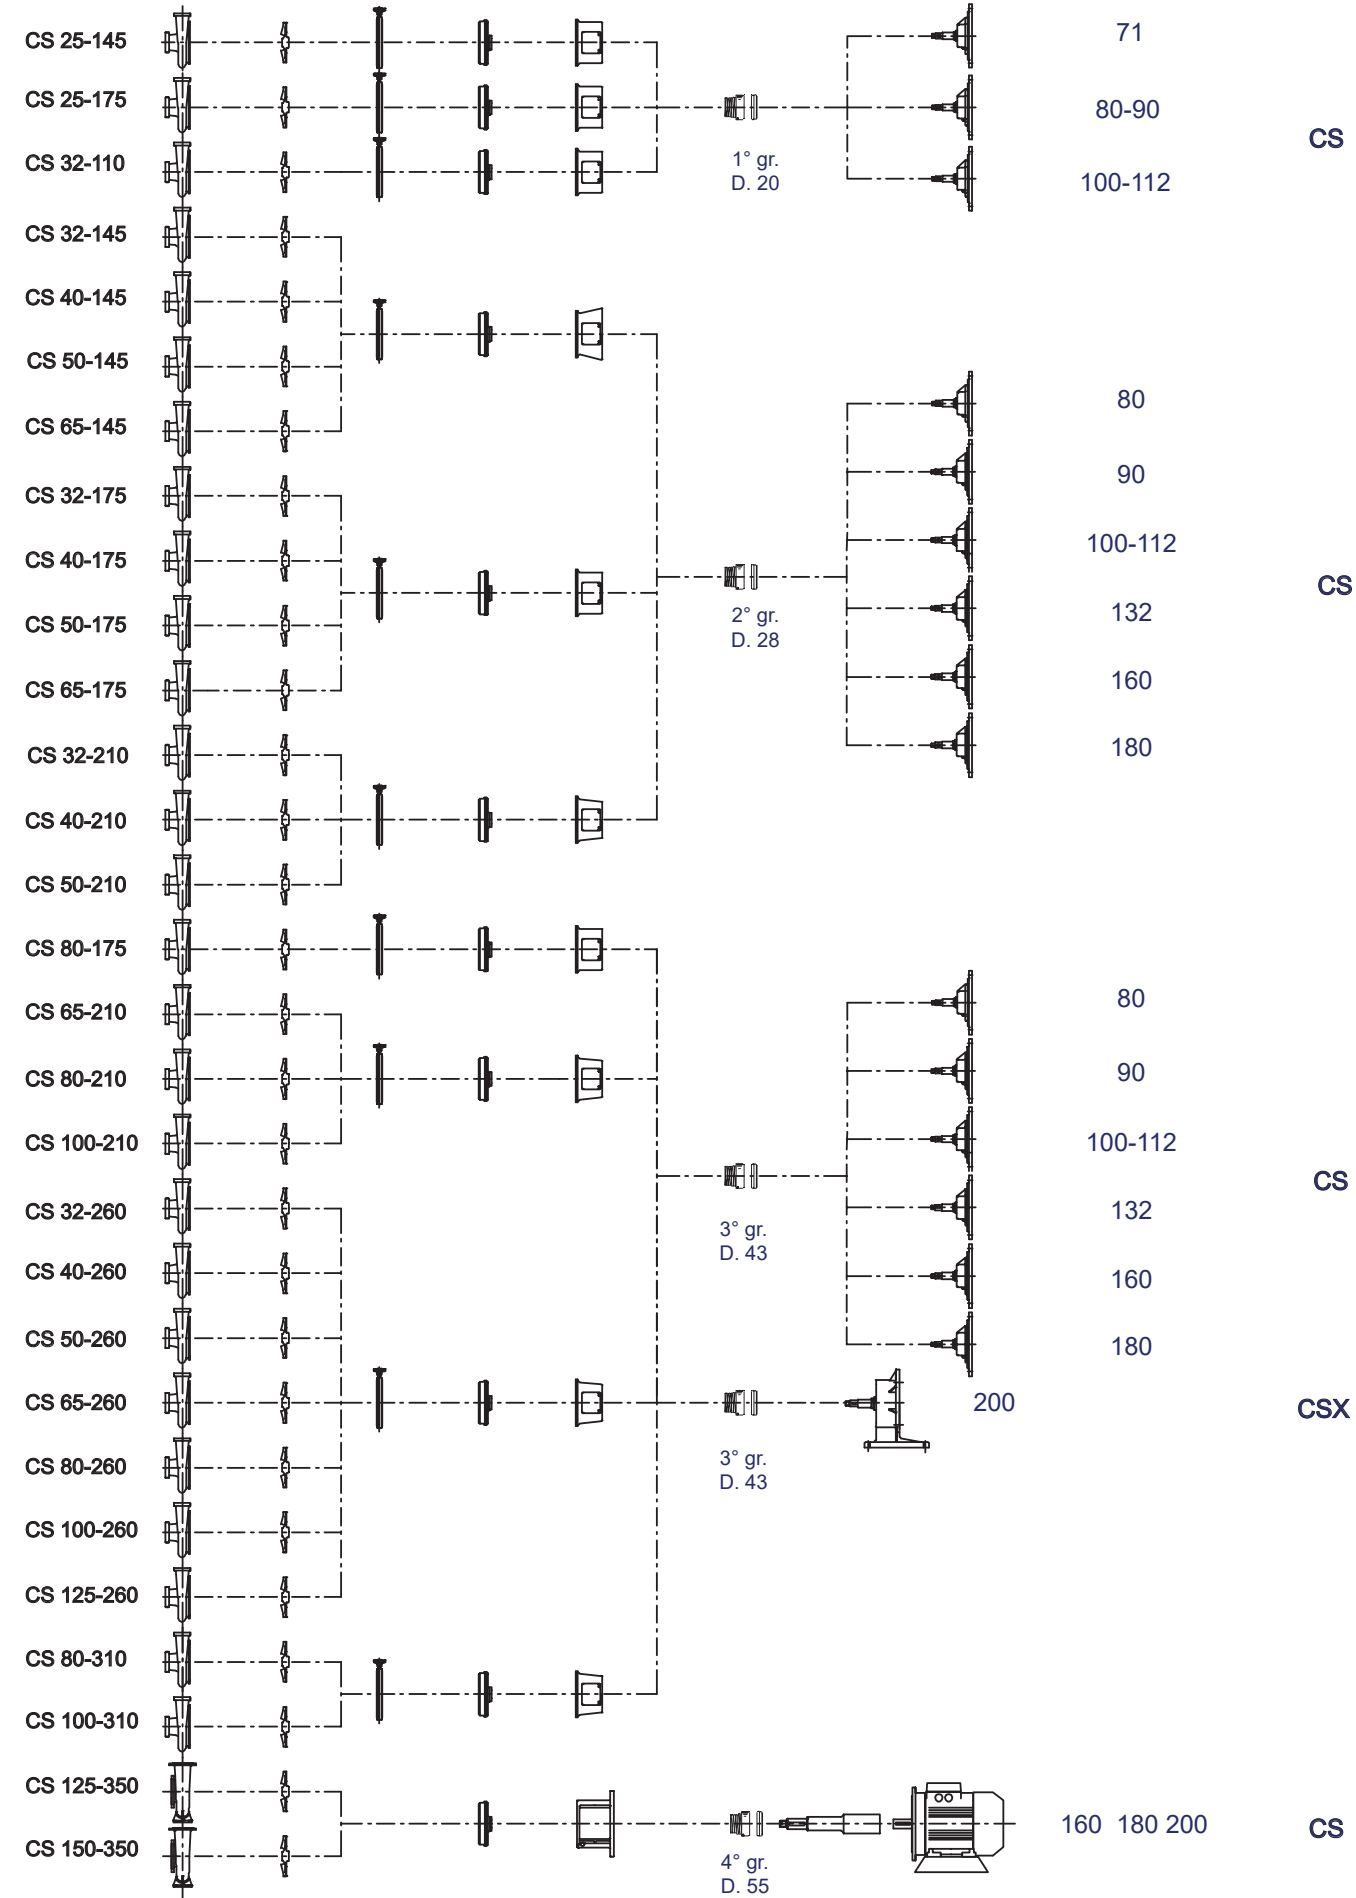 CS 25-145
71
CS 25-175
80-90
CS
CS 32-110
1° gr.
D. 20
100-112
CS 32-145
CS 40-145
CS 50-145
80
CS 65-145
90
CS 32-175
100-112
CS 40-175
CS
2° gr.
D. 28
132
CS 50-175
160
CS 65-175
180
CS 32-210
CS 40-210
CS 50-210
CS 80-175
80
CS 65-210
90
CS 80-210
100-112
CS 100-210
CS
CS 32-260
132
3° gr.
D. 43
CS 40-260
160
CS 50-260
180
CS 65-260
200
CSX
3° gr.
D. 43
CS 80-260
CS 100-260
CS 125-260
CS 80-310
CS 100-310
CS 125-350
160 180 200
CS
CS 150-350
4° gr.
D. 55